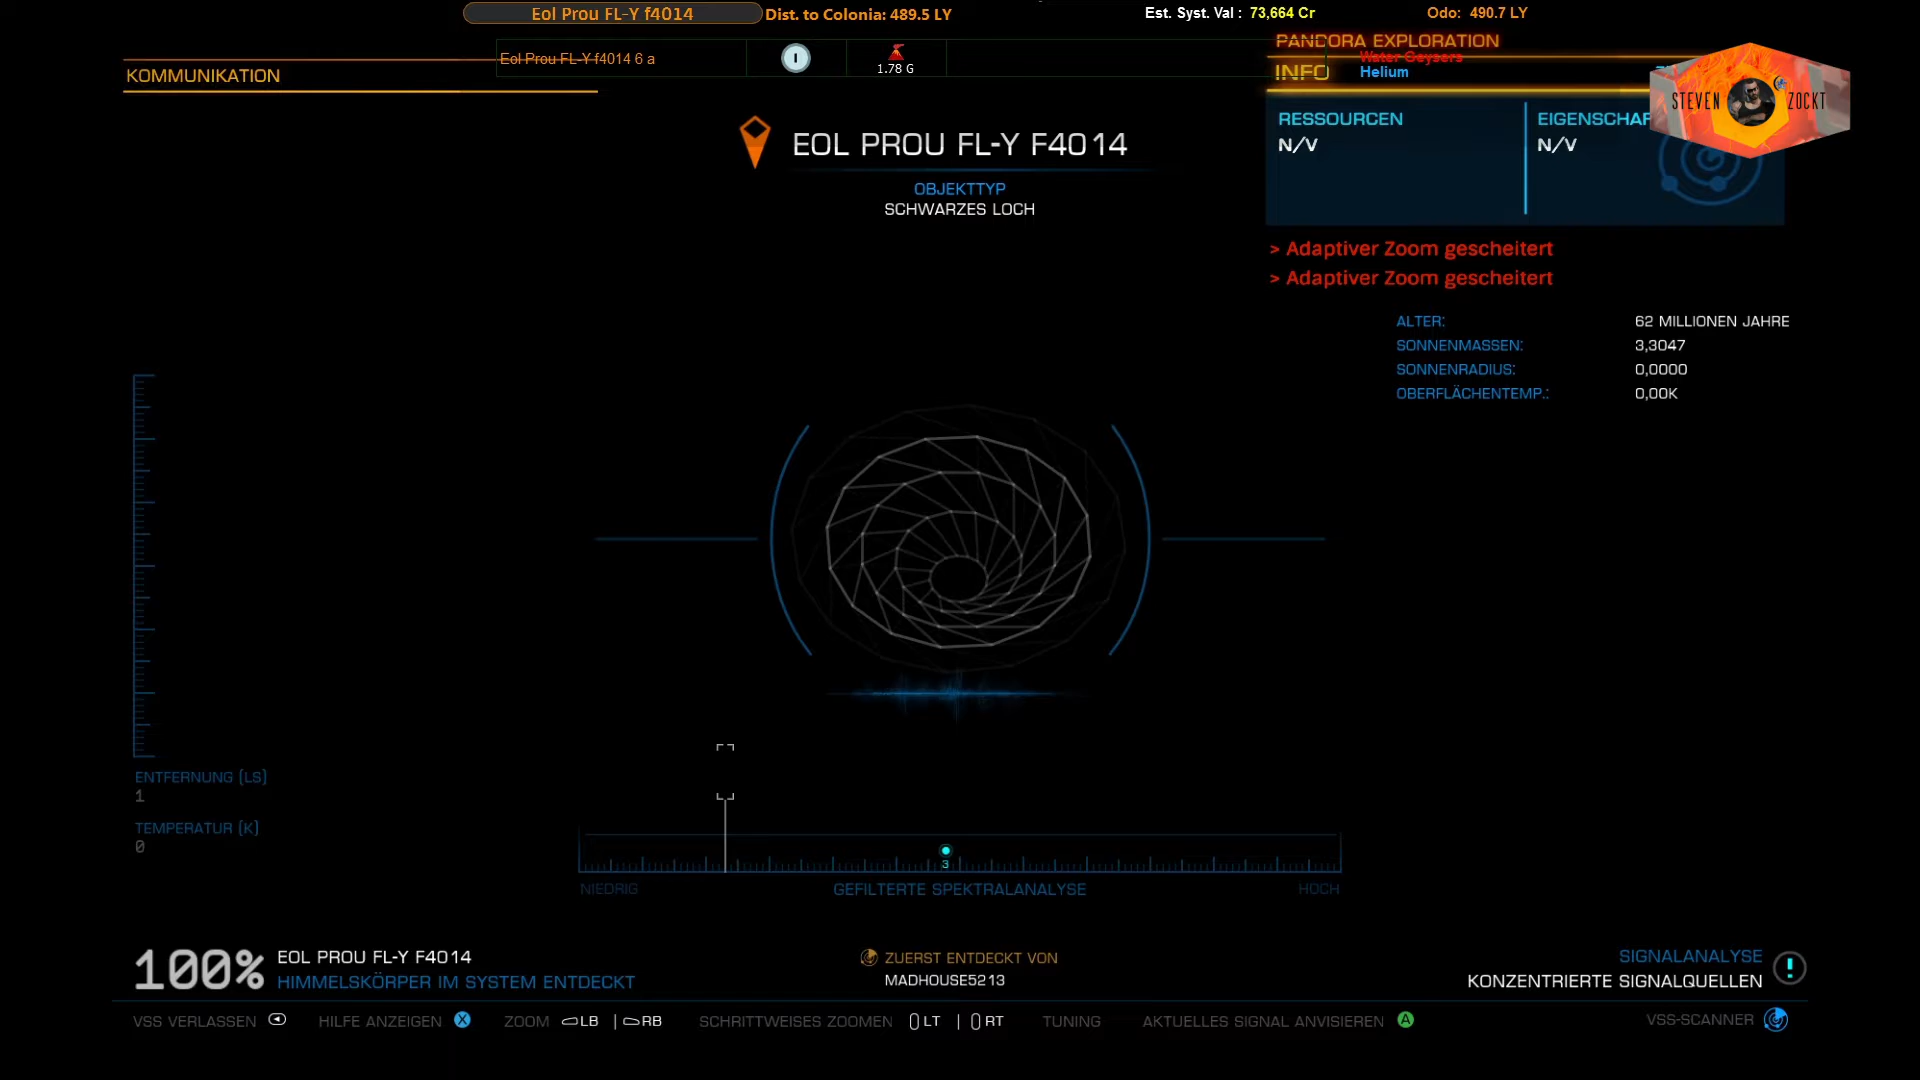 Eol Prou FL-Y f4014
Dist. to Colonia: 489.5 LY
Est. Syst. Val : 73,664 Cr
Odo: 490.7 LY
KOMMUNIKATION
Eol Prou FL-Y f4014 6 a
1.78 G
PANDORA EXPLORATION
Water Geysers
INFO
Helium
STEVEN ZOCKT
RESSOURCEN
N/V
EIGENSCHAF
N/V
EOL PROU FL-Y F4014
OBJEKTTYP
SCHWARZES LOCH
> Adaptiver Zoom gescheitert
> Adaptiver Zoom gescheitert
ALTER: 62 MILLIONEN JAHRE
SONNENMASSEN: 3,3047
SONNENRADIUS: 0,0000
OBERFLÄCHENTEMP.: 0,00K
ENTFERNUNG (LS)
1
TEMPERATUR (K)
0
3
NIEDRIG
GEFILTERTE SPEKTRALANALYSE
HOCH
100%
EOL PROU FL-Y F4014
HIMMELSKÖRPER IM SYSTEM ENTDECKT
ZUERST ENTDECKT VON
MADHOUSE5213
SIGNALANALYSE
KONZENTRIERTE SIGNALQUELLEN
VSS VERLASSEN
HILFE ANZEIGEN X
ZOOM LB | RB
SCHRITTWEISES ZOOMEN LT | RT
TUNING
AKTUELLES SIGNAL ANVISIEREN A
VSS-SCANNER